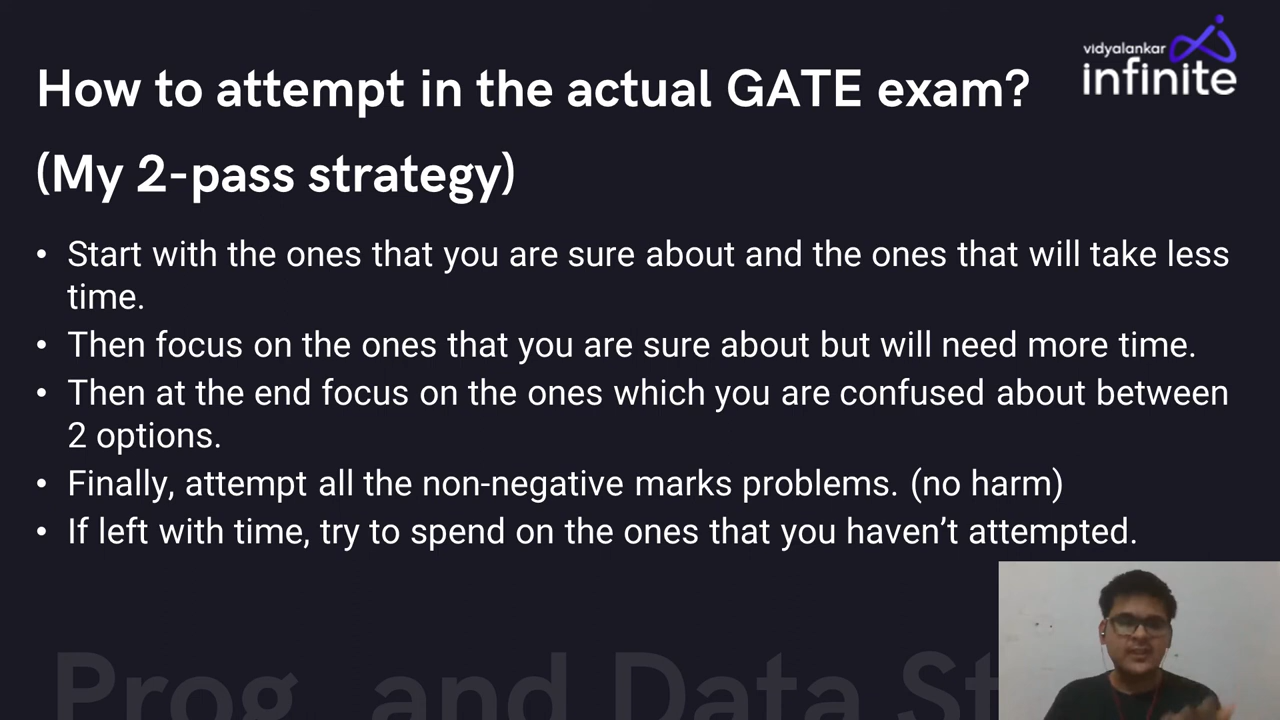 vidyalankar
infinite
How to attempt in the actual GATE exam?
(My 2-pass strategy)
• Start with the ones that you are sure about and the ones that will take less
time.
• Then focus on the ones that you are sure about but will need more time.
• Then at the end focus on the ones which you are confused about between
2 options.
• Finally, attempt all the non-negative marks problems. (no harm)
• If left with time, try to spend on the ones that you haven’t attempted.
Prog. and Data St